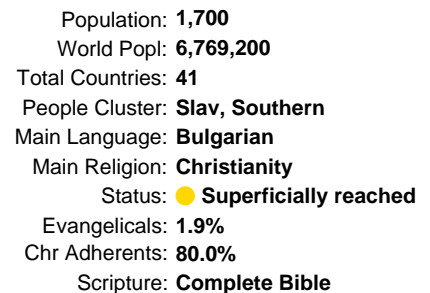 Population: 1,700
World Popl: 6,769,200
Total Countries: 41
People Cluster: Slav, Southern
Main Language: Bulgarian
Main Religion: Christianity
Status: Superficially reached
Evangelicals: 1.9%
Chr Adherents: 80.0%
Scripture: Complete Bible